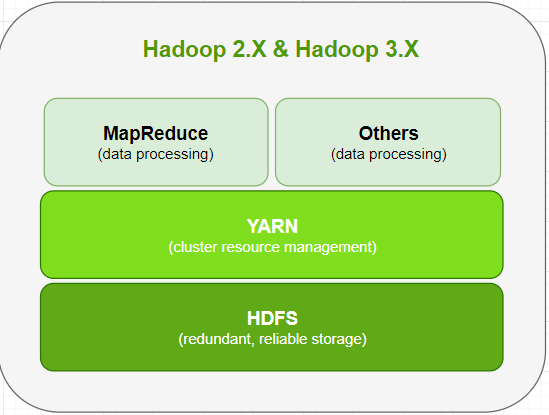 Hadoop 2.X & Hadoop 3.X
MapReduce
(data processing)
Others
(data processing)
YARN
(cluster resource management)
HDFS
(redundant, reliable storage)